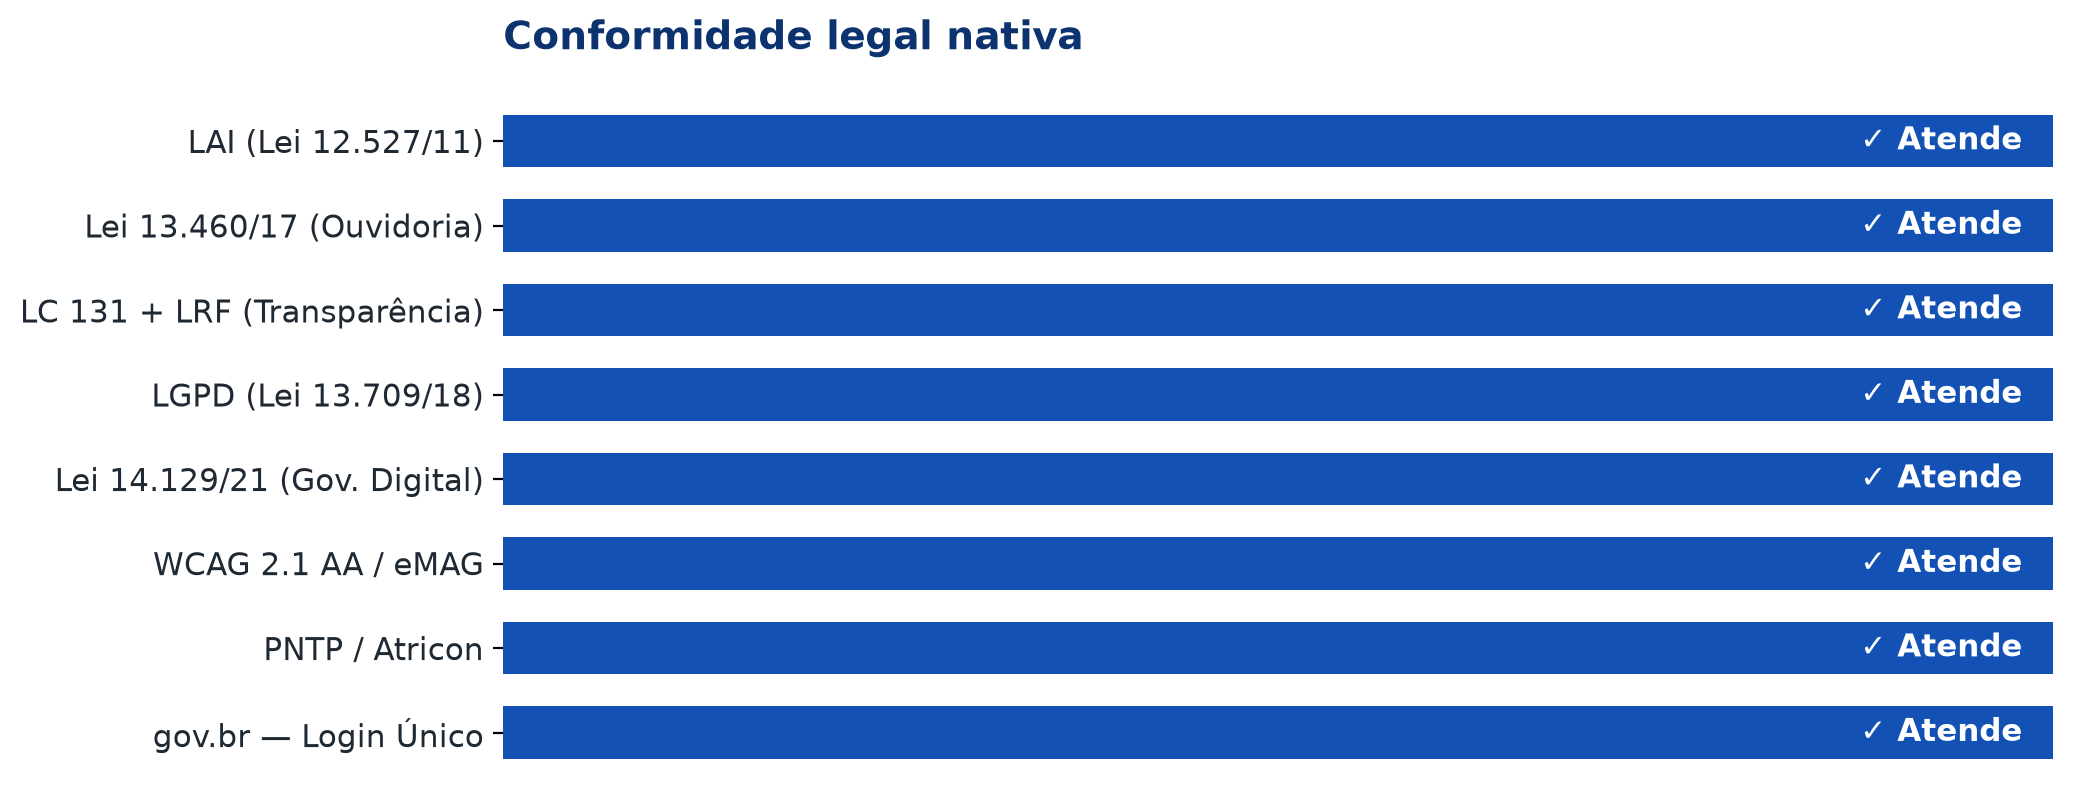 Conformidade legal nativa
LAI (Lei 12.527/11) ✓ Atende
Lei 13.460/17 (Ouvidoria) ✓ Atende
LC 131 + LRF (Transparência) ✓ Atende
LGPD (Lei 13.709/18) ✓ Atende
Lei 14.129/21 (Gov. Digital) ✓ Atende
WCAG 2.1 AA / eMAG ✓ Atende
PNTP / Atricon ✓ Atende
gov.br — Login Único ✓ Atende